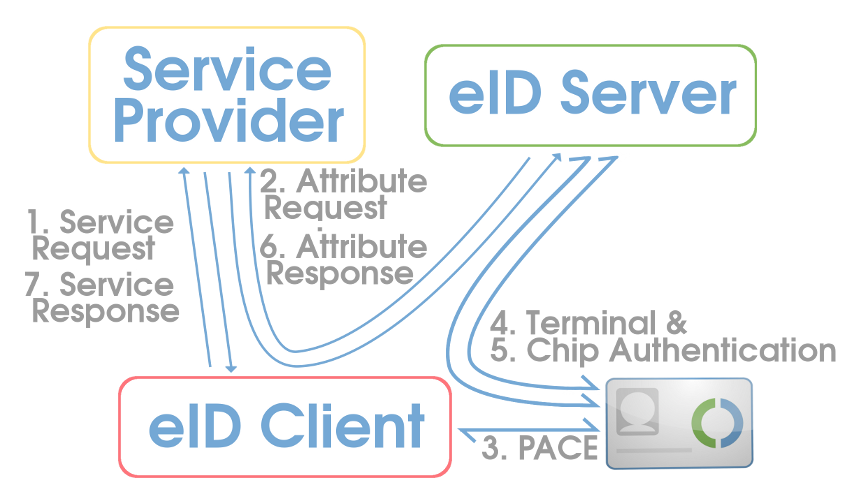 Service
Provider
eID Server
2. Attribute
Request
6. Attribute
Response
1. Service
Request
7. Service
Response
4. Terminal &
5. Chip Authentication
eID Client
3. PACE